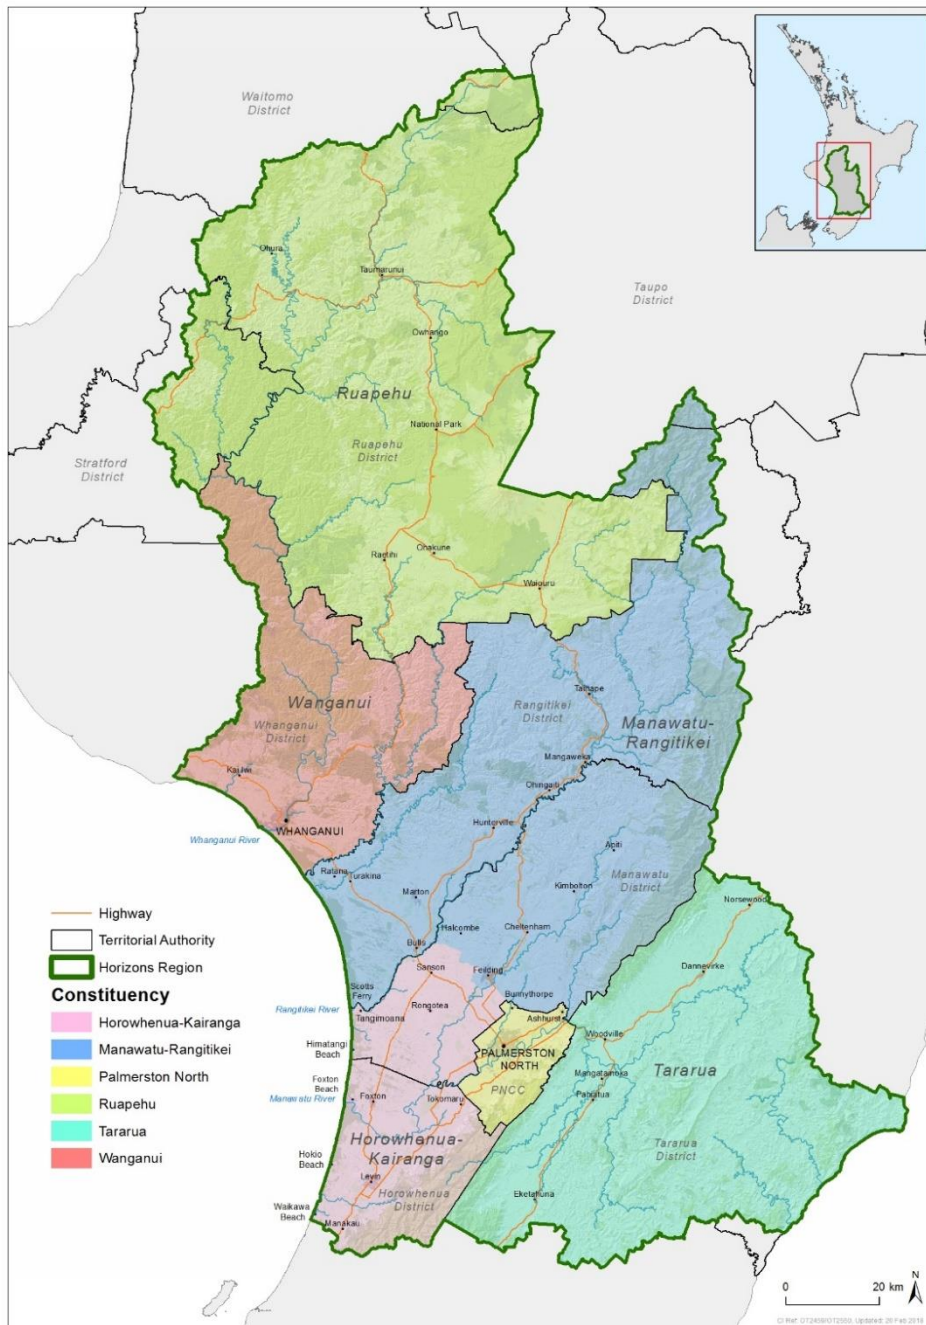 Waitomo
District
Ohura
Taumarunui
Taupo
District
Owhango
Ruapehu
National Park
Ruapehu
District
Stratford
District
Raetihi
Ohakune
Waiouru
Taihape
Wanganui
Rangitikei
District
Whanganui
District
Manawatu-
Rangitikei
Mangaweka
Kai Iwi
Ohingaiti
WHANGANUI
Hunterville
Whanganui River
Apiti
Ratana
Turakina
Manawatu
District
Kimbolton
Marton
Norsewood
Halcombe
Cheltenham
Bulls
Sanson
Feilding
Dannevirke
Scotts
Ferry
Bunnythorpe
Rangitikei River
Rongotea
Tangimoana
Ashhurst
Woodville
Himatangi
Beach
PALMERSTON
NORTH
Mangatainoka
Tararua
Foxton
Beach
PNCC
Pahiatua
Manawatu River
Foxton
Tokomaru
Horowhenua-
Kairanga
Tararua
District
Hokio
Beach
Levin
Horowhenua
District
Eketahuna
Waikawa
Beach
Manakau
Highway
Territorial Authority
Horizons Region
Constituency
Horowhenua-Kairanga
Manawatu-Rangitikei
Palmerston North
Ruapehu
Tararua
Wanganui
N
0 20 km